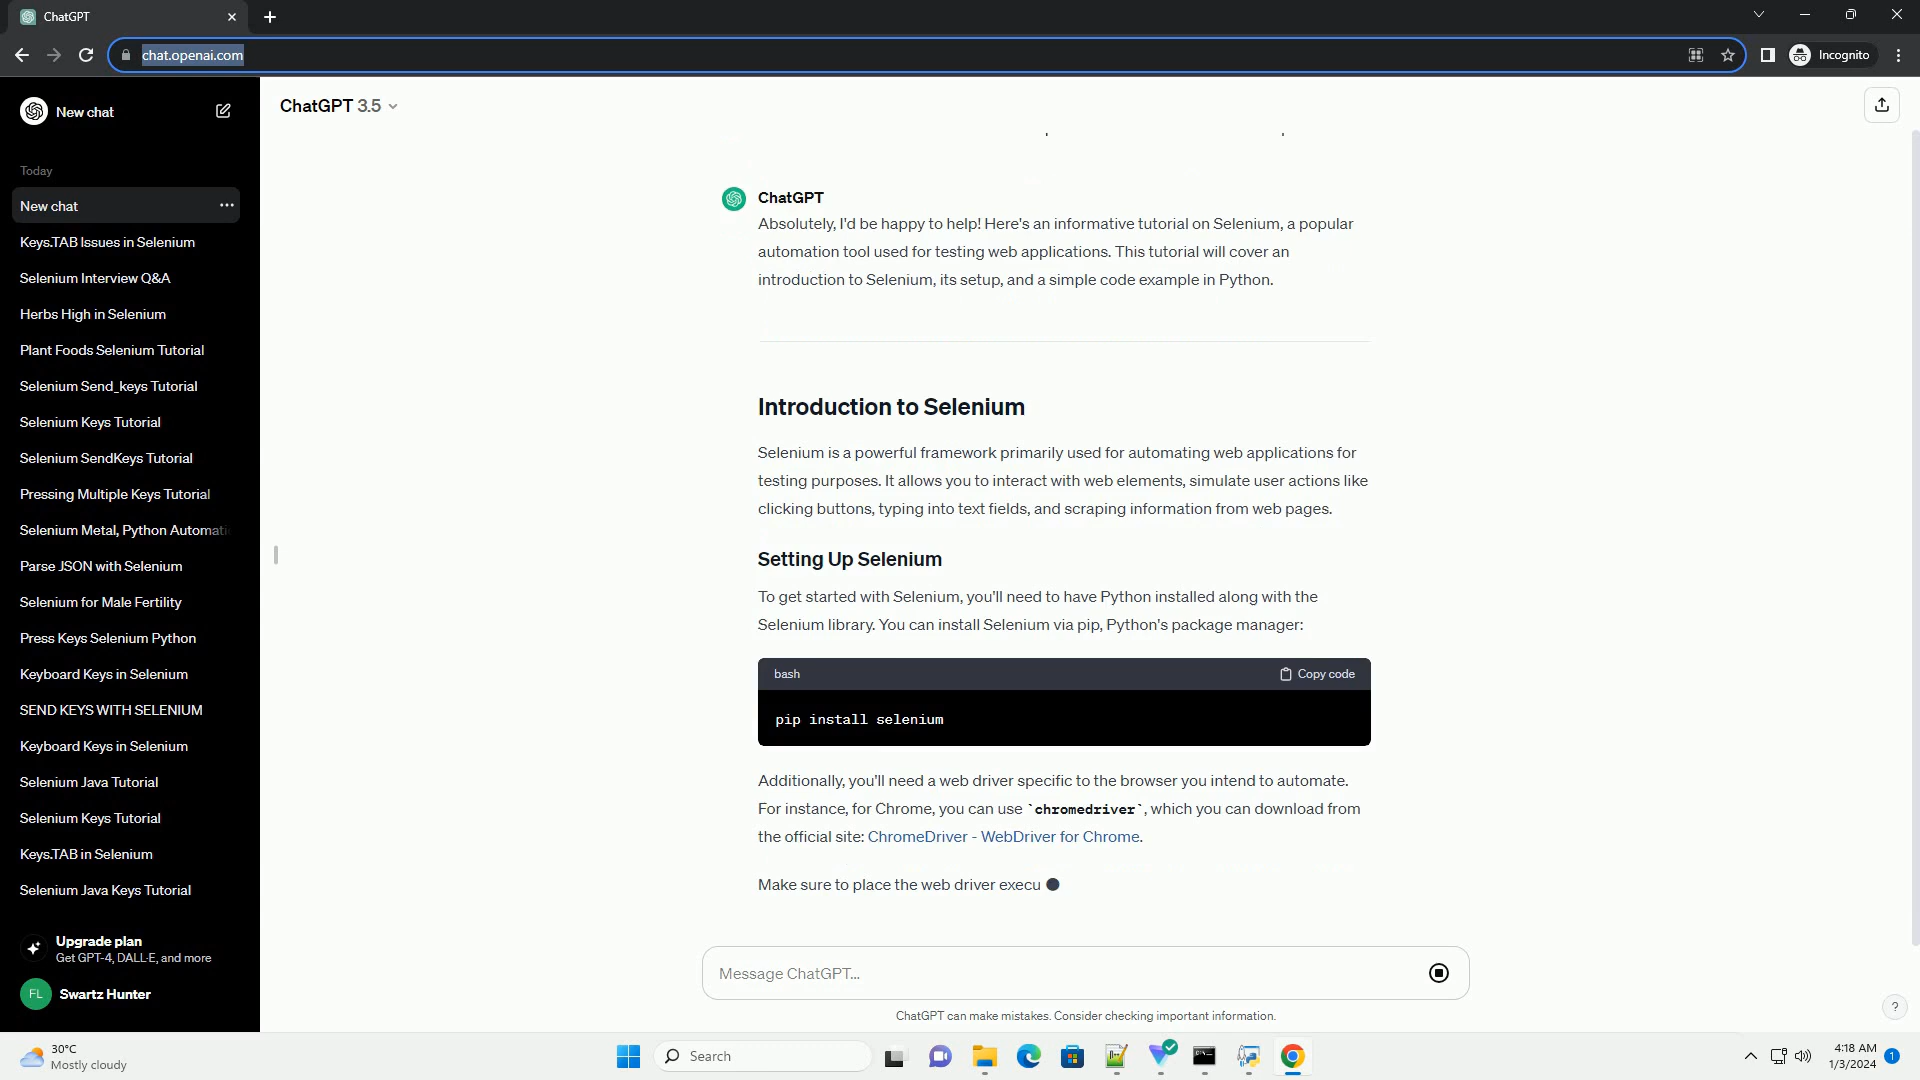 ChatGPT
chat.openai.com
Incognito
New chat
Today
New chat
Keys.TAB Issues in Selenium
Selenium Interview Q&A
Herbs High in Selenium
Plant Foods Selenium Tutorial
Selenium Send_keys Tutorial
Selenium Keys Tutorial
Selenium SendKeys Tutorial
Pressing Multiple Keys Tutorial
Selenium Metal, Python Automati
Parse JSON with Selenium
Selenium for Male Fertility
Press Keys Selenium Python
Keyboard Keys in Selenium
SEND KEYS WITH SELENIUM
Keyboard Keys in Selenium
Selenium Java Tutorial
Selenium Keys Tutorial
Keys.TAB in Selenium
Selenium Java Keys Tutorial
Upgrade plan
Get GPT-4, DALL·E, and more
FL Swartz Hunter
ChatGPT 3.5
ChatGPT
Absolutely, I'd be happy to help! Here's an informative tutorial on Selenium, a popular
automation tool used for testing web applications. This tutorial will cover an
introduction to Selenium, its setup, and a simple code example in Python.
Introduction to Selenium
Selenium is a powerful framework primarily used for automating web applications for
testing purposes. It allows you to interact with web elements, simulate user actions like
clicking buttons, typing into text fields, and scraping information from web pages.
Setting Up Selenium
To get started with Selenium, you'll need to have Python installed along with the
Selenium library. You can install Selenium via pip, Python's package manager:
bash Copy code
pip install selenium
Additionally, you'll need a web driver specific to the browser you intend to automate.
For instance, for Chrome, you can use `chromedriver`, which you can download from
the official site: ChromeDriver - WebDriver for Chrome.
Make sure to place the web driver execu
Message ChatGPT...
ChatGPT can make mistakes. Consider checking important information.
?
30°C
Mostly cloudy
Search
4:18 AM
1/3/2024
1